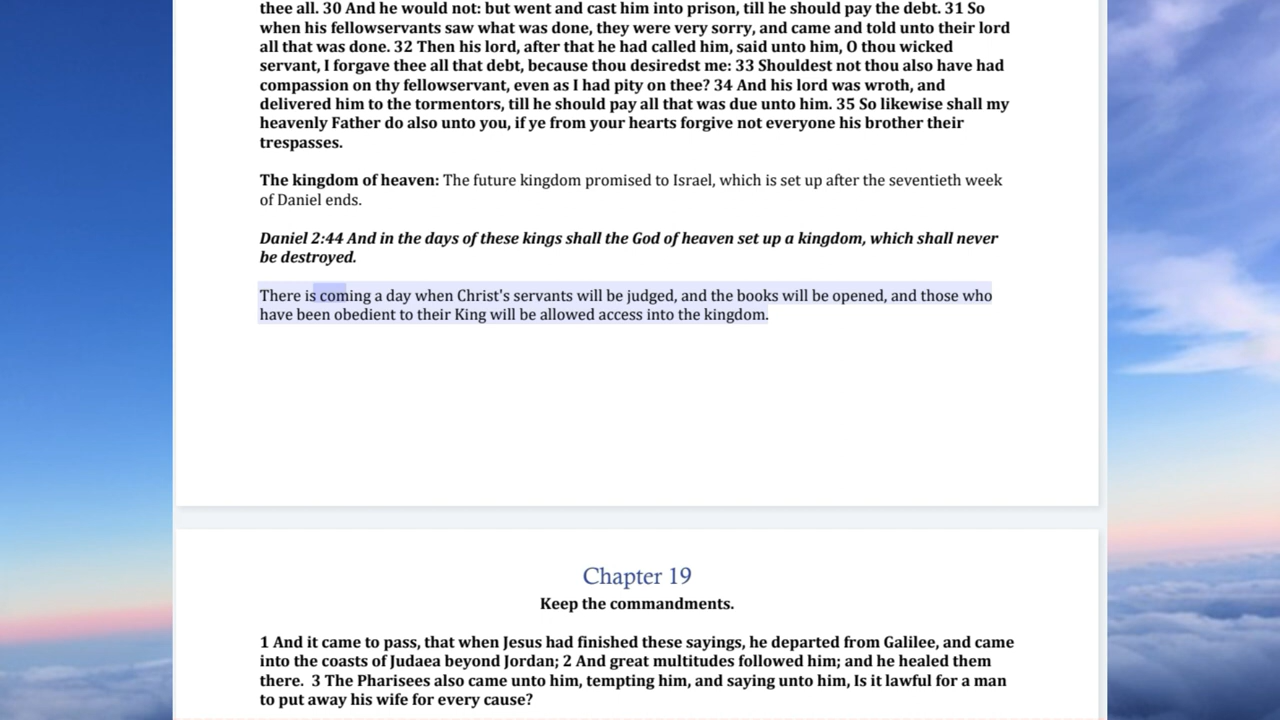 thee all. 30 And he would not: but went and cast him into prison, till he should pay the debt. 31 So
when his fellowservants saw what was done, they were very sorry, and came and told unto their lord
all that was done. 32 Then his lord, after that he had called him, said unto him, O thou wicked
servant, I forgave thee all that debt, because thou desiredst me: 33 Shouldest not thou also have had
compassion on thy fellowservant, even as I had pity on thee? 34 And his lord was wroth, and
delivered him to the tormentors, till he should pay all that was due unto him. 35 So likewise shall my
heavenly Father do also unto you, if ye from your hearts forgive not everyone his brother their
trespasses.
The kingdom of heaven: The future kingdom promised to Israel, which is set up after the seventieth week
of Daniel ends.
Daniel 2:44 And in the days of these kings shall the God of heaven set up a kingdom, which shall never
be destroyed.
There is coming a day when Christ's servants will be judged, and the books will be opened, and those who
have been obedient to their King will be allowed access into the kingdom.
Chapter 19
Keep the commandments.
1 And it came to pass, that when Jesus had finished these sayings, he departed from Galilee, and came
into the coasts of Judaea beyond Jordan; 2 And great multitudes followed him; and he healed them
there. 3 The Pharisees also came unto him, tempting him, and saying unto him, Is it lawful for a man
to put away his wife for every cause?